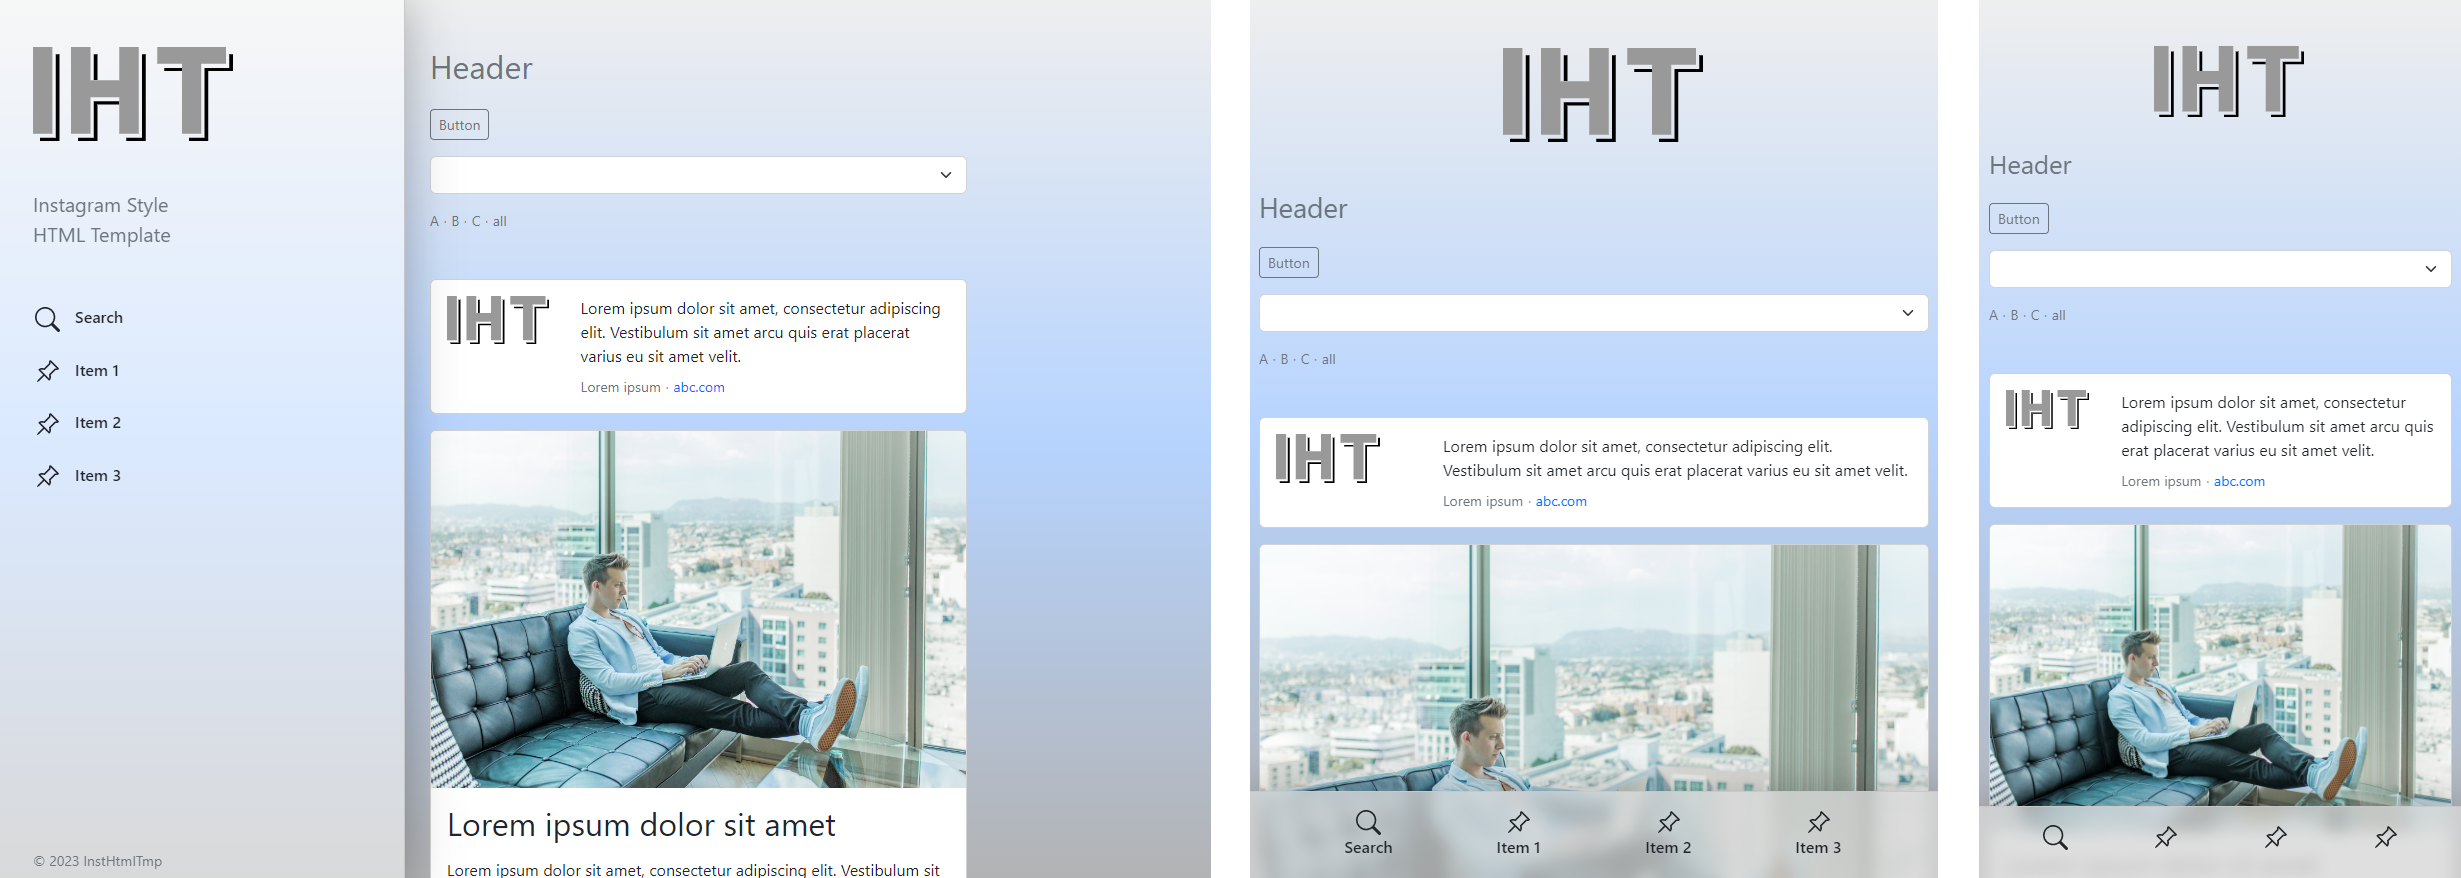 IHT
Instagram Style
HTML Template
Search
Item 1
Item 2
Item 3
© 2023 InstHtmlTmp
Header
Button
A · B · C · all
IHT
Lorem ipsum dolor sit amet, consectetur adipiscing
elit. Vestibulum sit amet arcu quis erat placerat
varius eu sit amet velit.
Lorem ipsum · abc.com
Lorem ipsum dolor sit amet
Lorem ipsum dolor sit amet, consectetur adipiscing elit. Vestibulum sit
IHT
Header
Button
A · B · C · all
IHT
Lorem ipsum dolor sit amet, consectetur adipiscing elit.
Vestibulum sit amet arcu quis erat placerat varius eu sit amet velit.
Lorem ipsum · abc.com
Search
Item 1
Item 2
Item 3
IHT
Header
Button
A · B · C · all
IHT
Lorem ipsum dolor sit amet, consectetur
adipiscing elit. Vestibulum sit amet arcu quis
erat placerat varius eu sit amet velit.
Lorem ipsum · abc.com